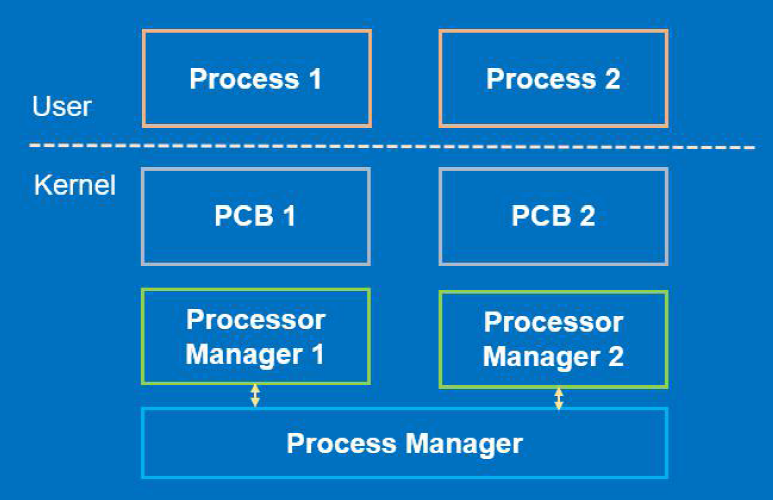 Process 1
Process 2
User
Kernel
PCB 1
PCB 2
Processor
Manager 1
Processor
Manager 2
Process Manager